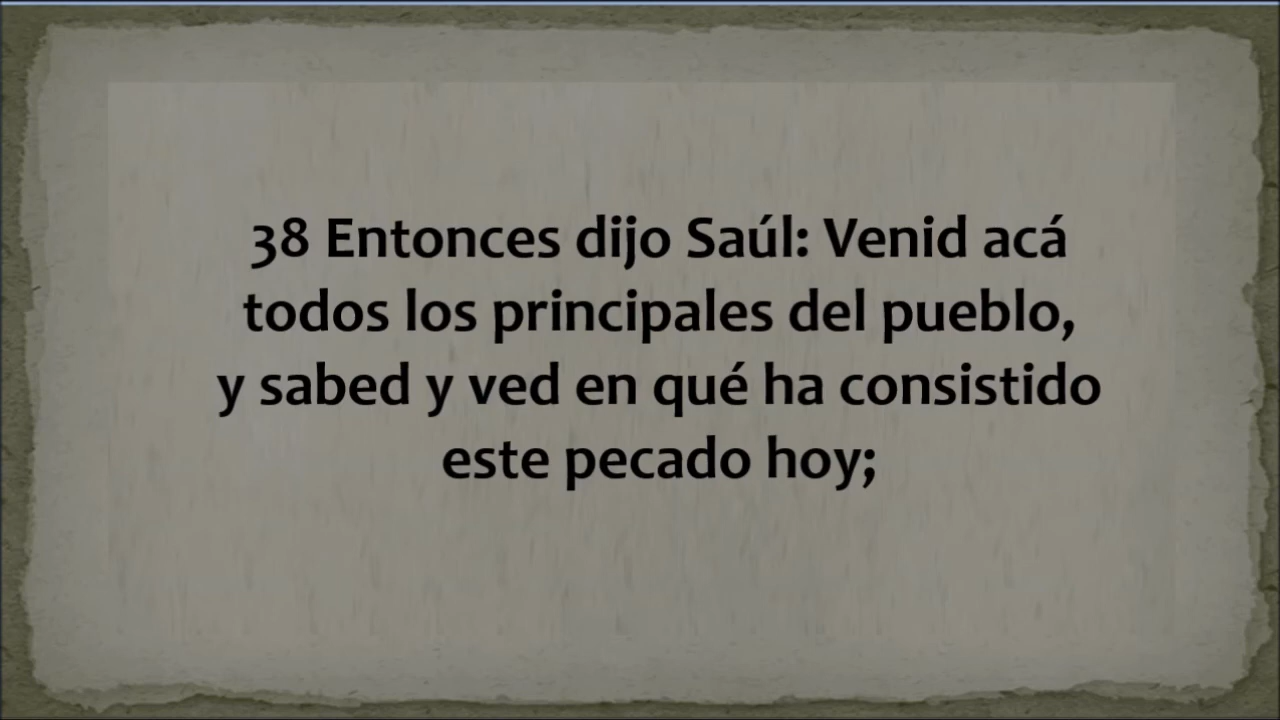 38 Entonces dijo Saúl: Venid acá
todos los principales del pueblo,
y sabed y ved en qué ha consistido
este pecado hoy;